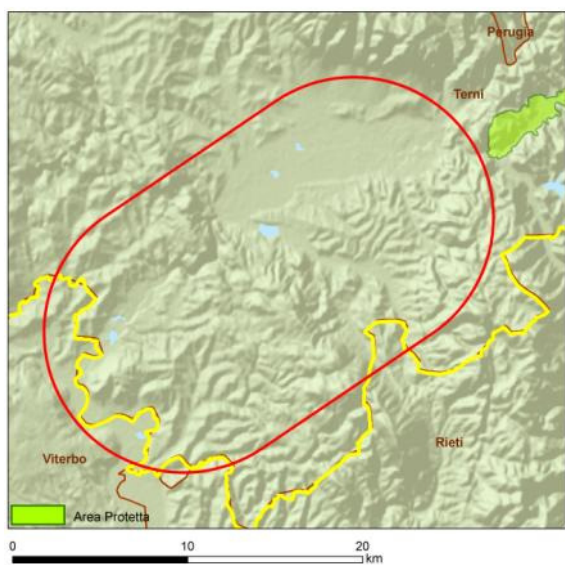 Perugia
Terni
Viterbo
Rieti
Area Protetta
0 10 20
km